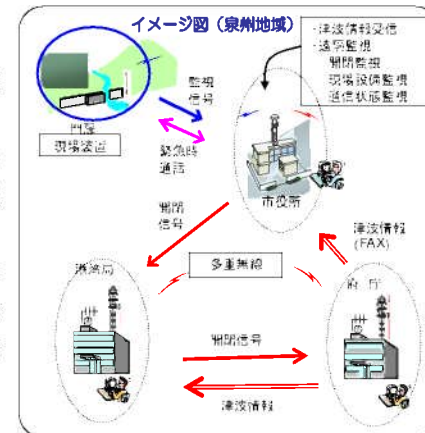 イメージ図（泉州地域）
・津波情報受信
・遠隔監視
開閉監視
現場設備監視
通信状態監視
監視
信号
門扉
現場装置
緊急時
通話
市役所
開閉
信号
津波情報
(FAX)
港湾局
多重無線
府 庁
開閉信号
津波情報